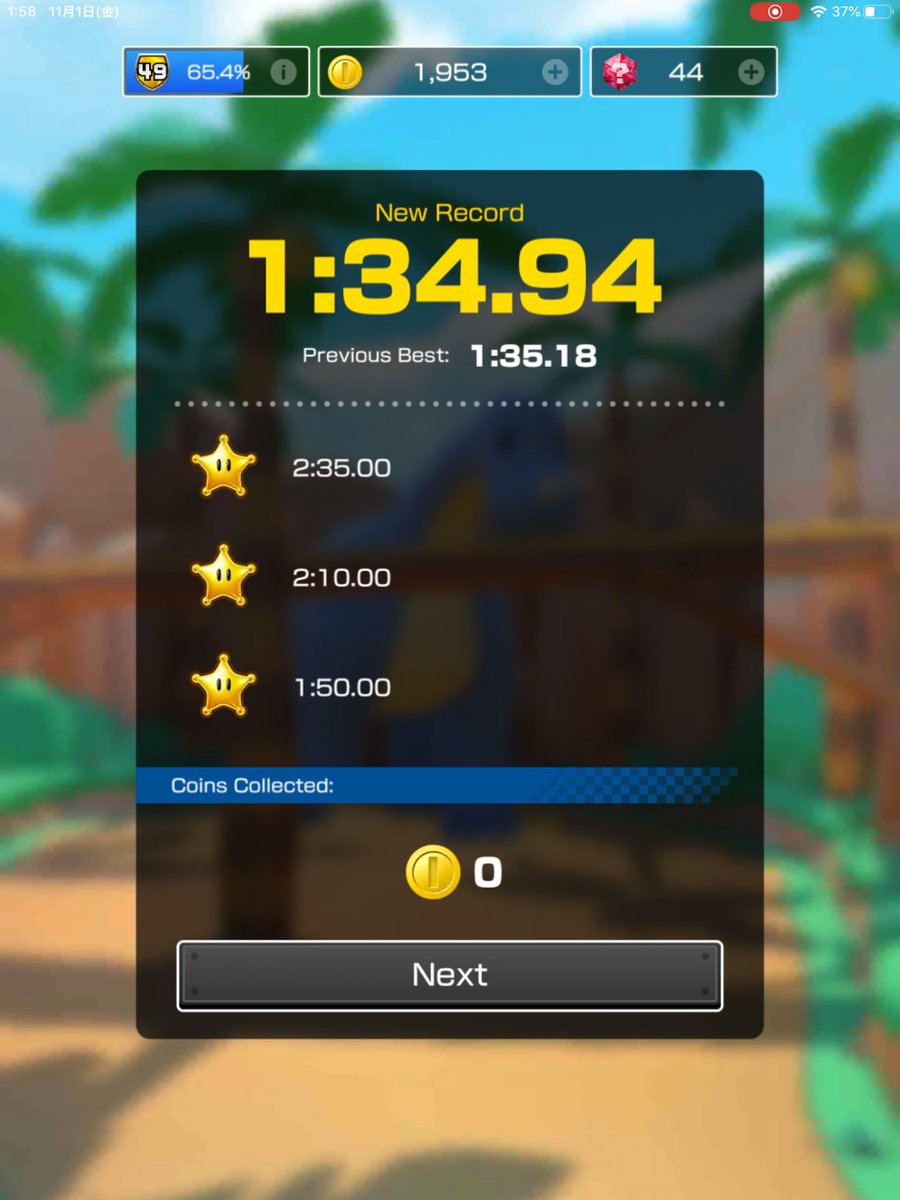 1:58 11月1日(金)
37%
49 65.4% i
1,953 +
? 44 +
New Record
1:34.94
Previous Best: 1:35.18
2:35.00
2:10.00
1:50.00
Coins Collected:
0
Next